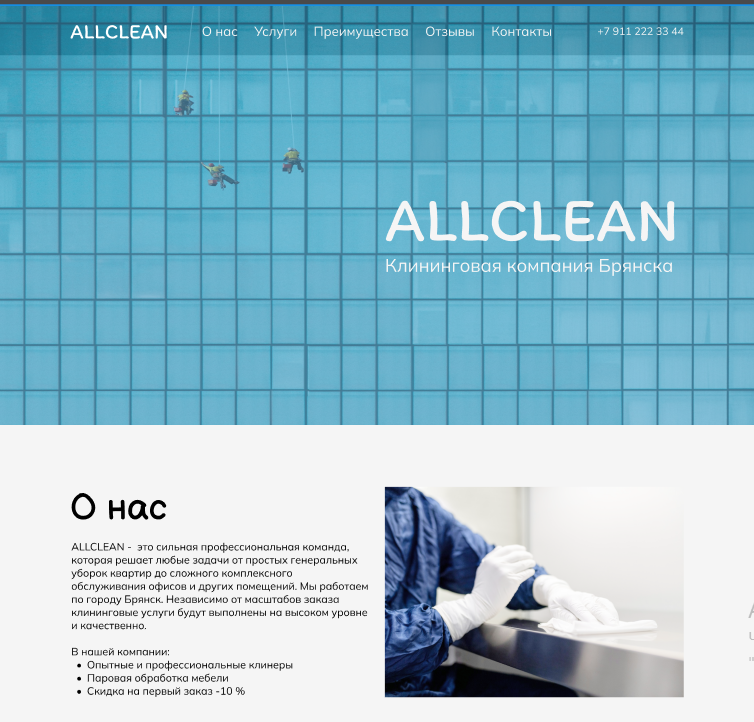 ALLCLEAN О нас Услуги Преимущества Отзывы Контакты +7 911 222 33 44
ALLCLEAN
Клининговая компания Брянска
О нас
ALLCLEAN - это сильная профессиональная команда,
которая решает любые задачи от простых генеральных
уборок квартир до сложного комплексного
обслуживания офисов и других помещений. Мы работаем
по городу Брянск. Независимо от масштабов заказа
клининговые услуги будут выполнены на высоком уровне
и качественно.
В нашей компании:
• Опытные и профессиональные клинеры
• Паровая обработка мебели
• Скидка на первый заказ -10 %